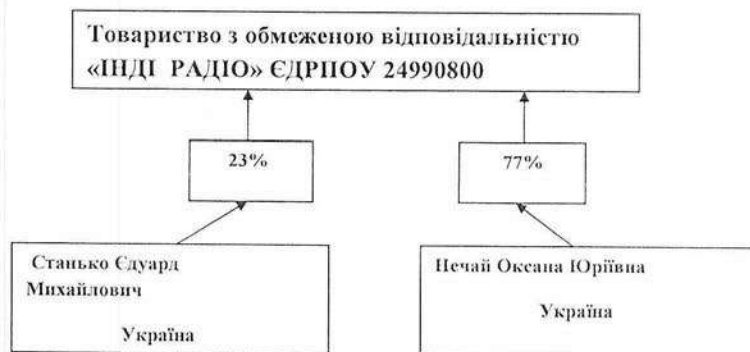 Товариство з обмеженою відповідальністю
«ІНДІ РАДІО» ЄДРПОУ 24990800
23%
77%
Станько Єдуард
Михайлович
Україна
Нечай Оксана Юріївна
Україна